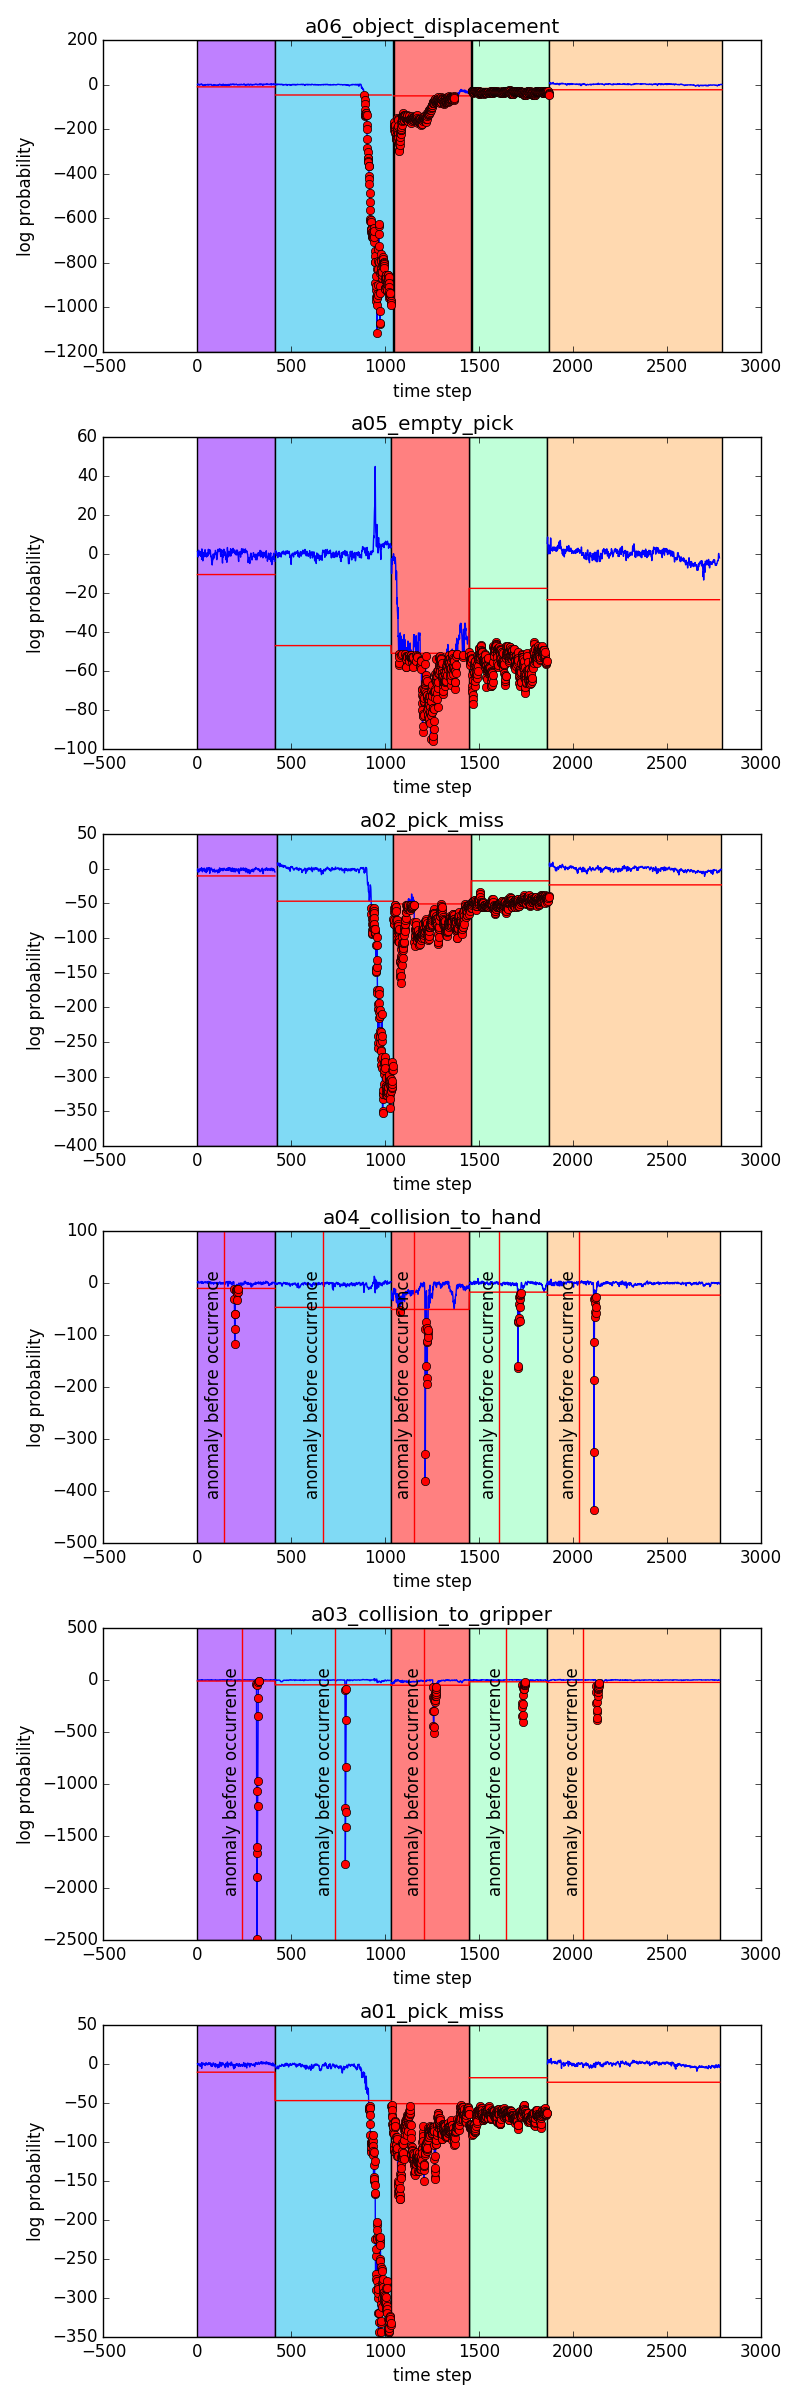 a06_object_displacement
200
0
−200
−400
−600
−800
−1000
−1200
log probability
−500 0 500 1000 1500 2000 2500 3000
time step
a05_empty_pick
60
40
20
0
−20
−40
−60
−80
−100
log probability
−500 0 500 1000 1500 2000 2500 3000
time step
a02_pick_miss
50
0
−50
−100
−150
−200
−250
−300
−350
−400
log probability
−500 0 500 1000 1500 2000 2500 3000
time step
a04_collision_to_hand
100
0
−100
−200
−300
−400
−500
log probability
anomaly before occurrence
anomaly before occurrence
anomaly before occurrence
anomaly before occurrence
anomaly before occurrence
−500 0 500 1000 1500 2000 2500 3000
time step
a03_collision_to_gripper
500
0
−500
−1000
−1500
−2000
−2500
log probability
anomaly before occurrence
anomaly before occurrence
anomaly before occurrence
anomaly before occurrence
anomaly before occurrence
−500 0 500 1000 1500 2000 2500 3000
time step
a01_pick_miss
50
0
−50
−100
−150
−200
−250
−300
−350
log probability
−500 0 500 1000 1500 2000 2500 3000
time step